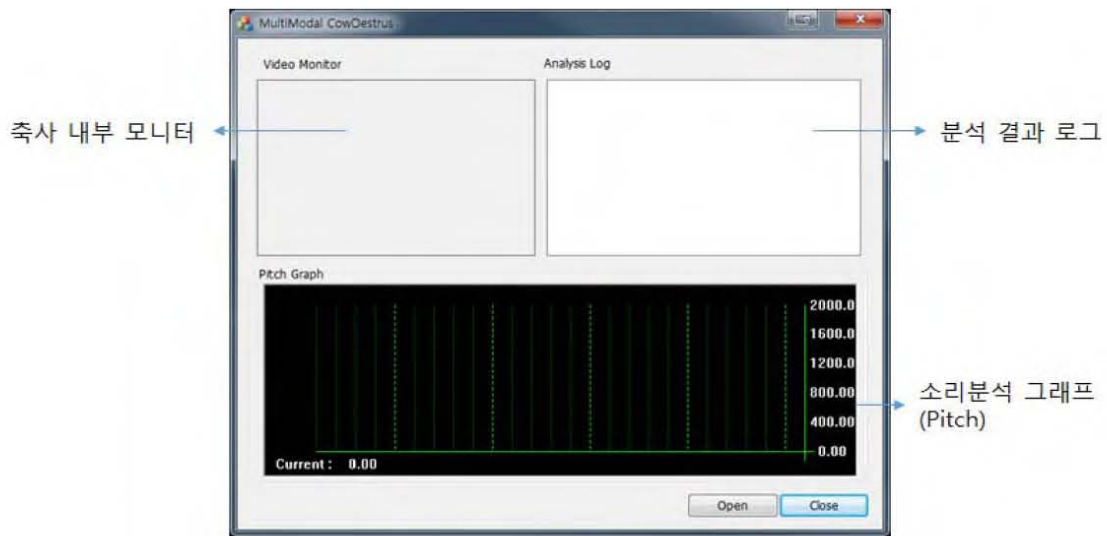 MultiModal CowOestrus
Video Monitor
Analysis Log
축사 내부 모니터
분석 결과 로그
Pitch Graph
2000.0
1600.0
1200.0
800.00
400.00
0.00
Current : 0.00
소리분석 그래프
(Pitch)
Open
Close